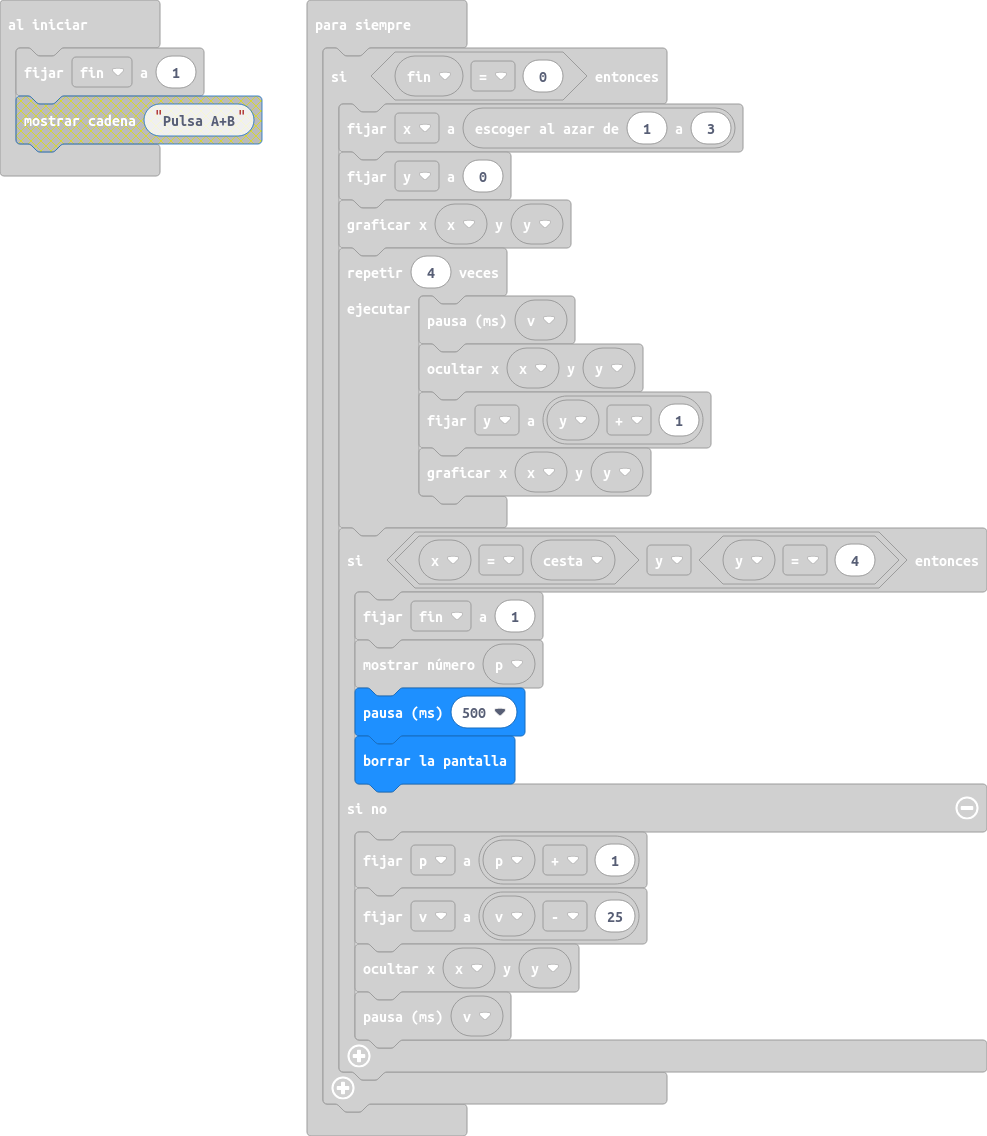 al iniciar
fijar fin a 1
mostrar cadena "Pulsa A+B"
para siempre
si fin = 0 entonces
fijar x a escoger al azar de 1 a 3
fijar y a 0
graficar x x y y
repetir 4 veces
ejecutar
pausa (ms) v
ocultar x x y y
fijar y a y + 1
graficar x x y y
si x = cesta y y = 4 entonces
fijar fin a 1
mostrar número p
pausa (ms) 500
borrar la pantalla
si no
fijar p a p + 1
fijar v a v - 25
ocultar x x y y
pausa (ms) v